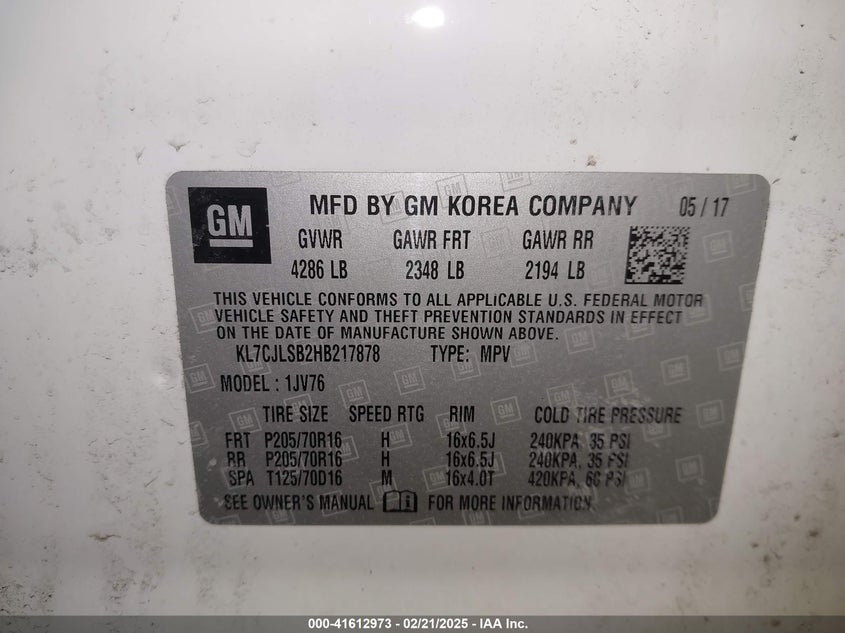 GM MFD BY GM KOREA COMPANY 05 / 17
GVWR GAWR FRT GAWR RR
4286 LB 2348 LB 2194 LB
THIS VEHICLE CONFORMS TO ALL APPLICABLE U.S. FEDERAL MOTOR
VEHICLE SAFETY AND THEFT PREVENTION STANDARDS IN EFFECT
ON THE DATE OF MANUFACTURE SHOWN ABOVE.
KL7CJLSB2HB217878 TYPE: MPV
MODEL : 1JV76
TIRE SIZE SPEED RTG RIM COLD TIRE PRESSURE
FRT P205/70R16 H 16x6.5J 240KPA, 35 PSI
RR P205/70R16 H 16x6.5J 240KPA, 35 PSI
SPA T125/70D16 M 16x4.0T 420KPA, 60 PSI
SEE OWNER'S MANUAL FOR MORE INFORMATION
000-41612973 - 02/21/2025 - IAA Inc.